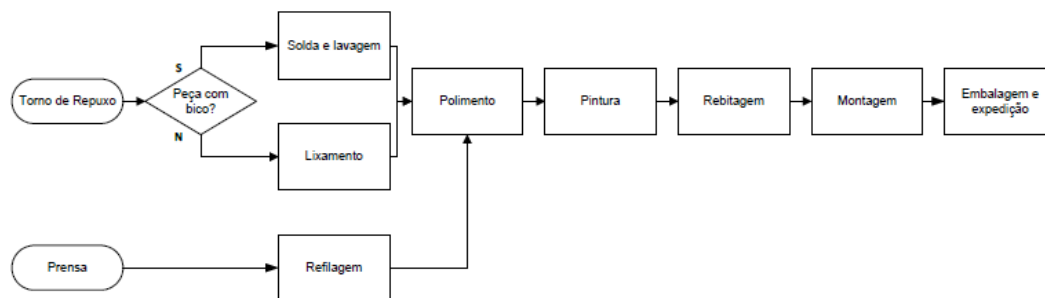 Torno de Repuxo
S
Peça com
bico?
N
Solda e lavagem
Lixamento
Polimento
Pintura
Rebitagem
Montagem
Embalagem e
expedição
Prensa
Refilagem